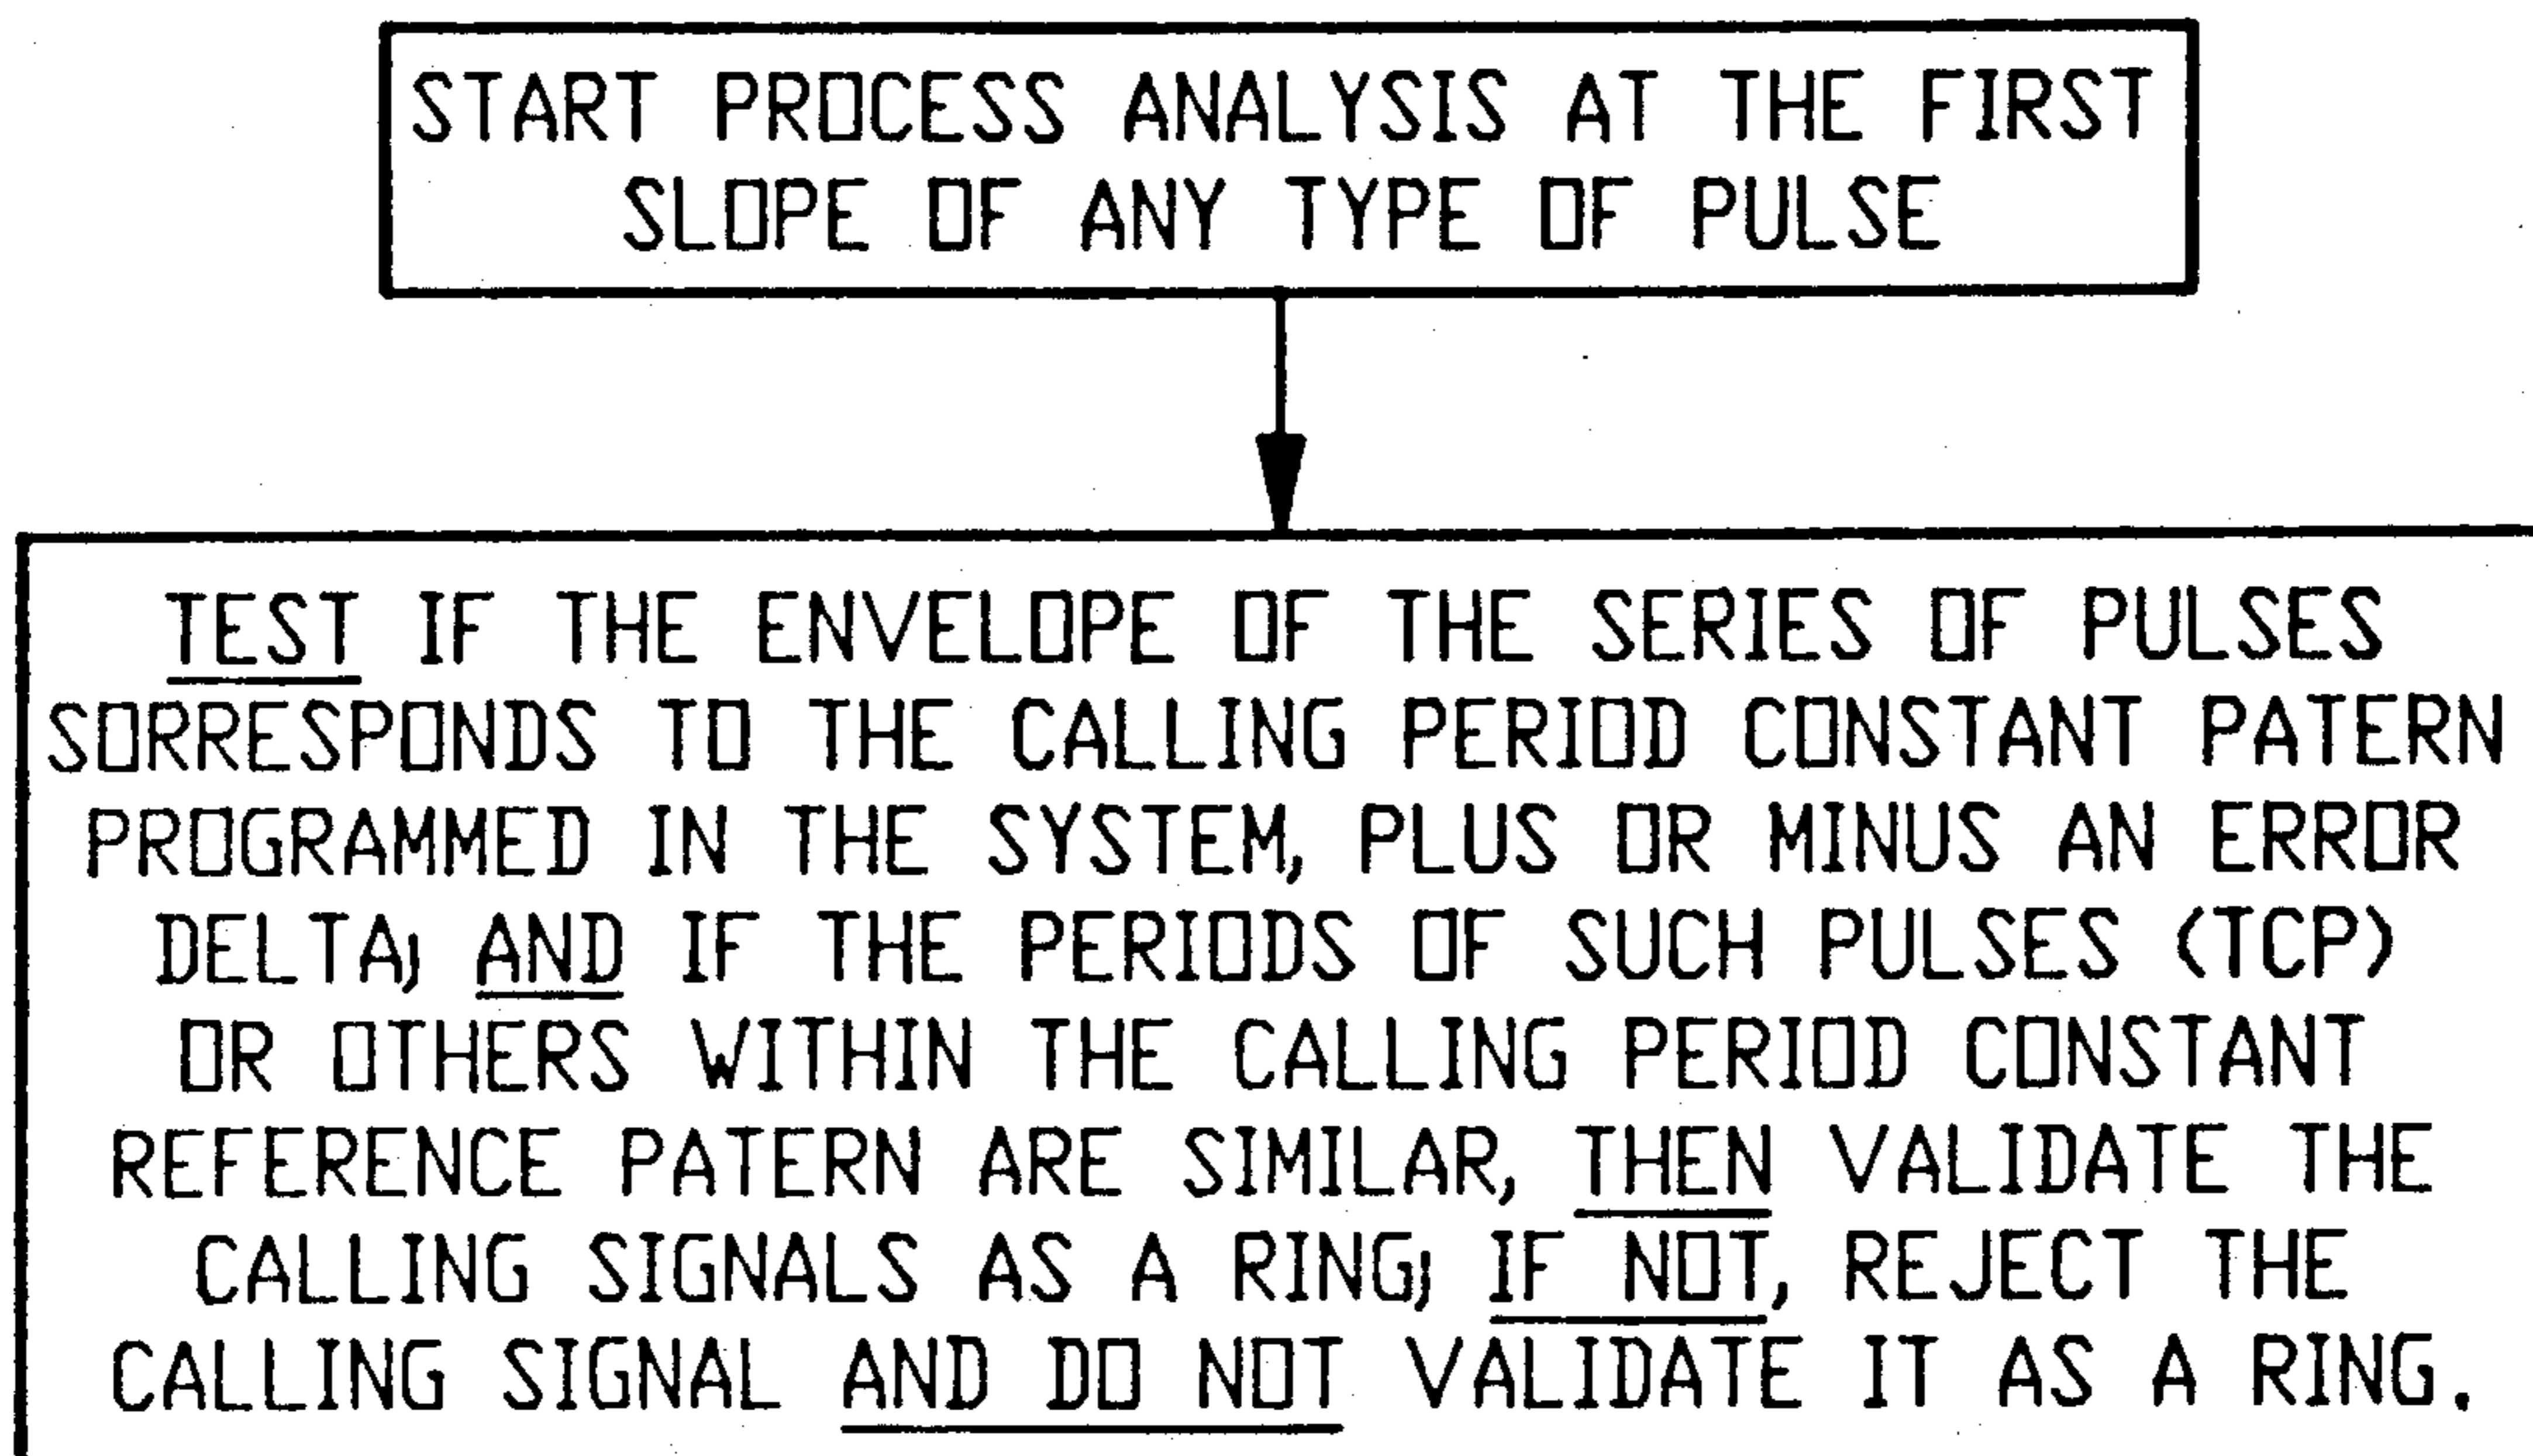 START PROCESS ANALYSIS AT THE FIRST
SLOPE OF ANY TYPE OF PULSE
TEST IF THE ENVELOPE OF THE SERIES OF PULSES
SORRESPONDS TO THE CALLING PERIOD CONSTANT PATERN
PROGRAMMED IN THE SYSTEM, PLUS OR MINUS AN ERROR
DELTA; AND IF THE PERIODS OF SUCH PULSES (TCP)
OR OTHERS WITHIN THE CALLING PERIOD CONSTANT
REFERENCE PATERN ARE SIMILAR, THEN VALIDATE THE
CALLING SIGNALS AS A RING; IF NOT, REJECT THE
CALLING SIGNAL AND DO NOT VALIDATE IT AS A RING.